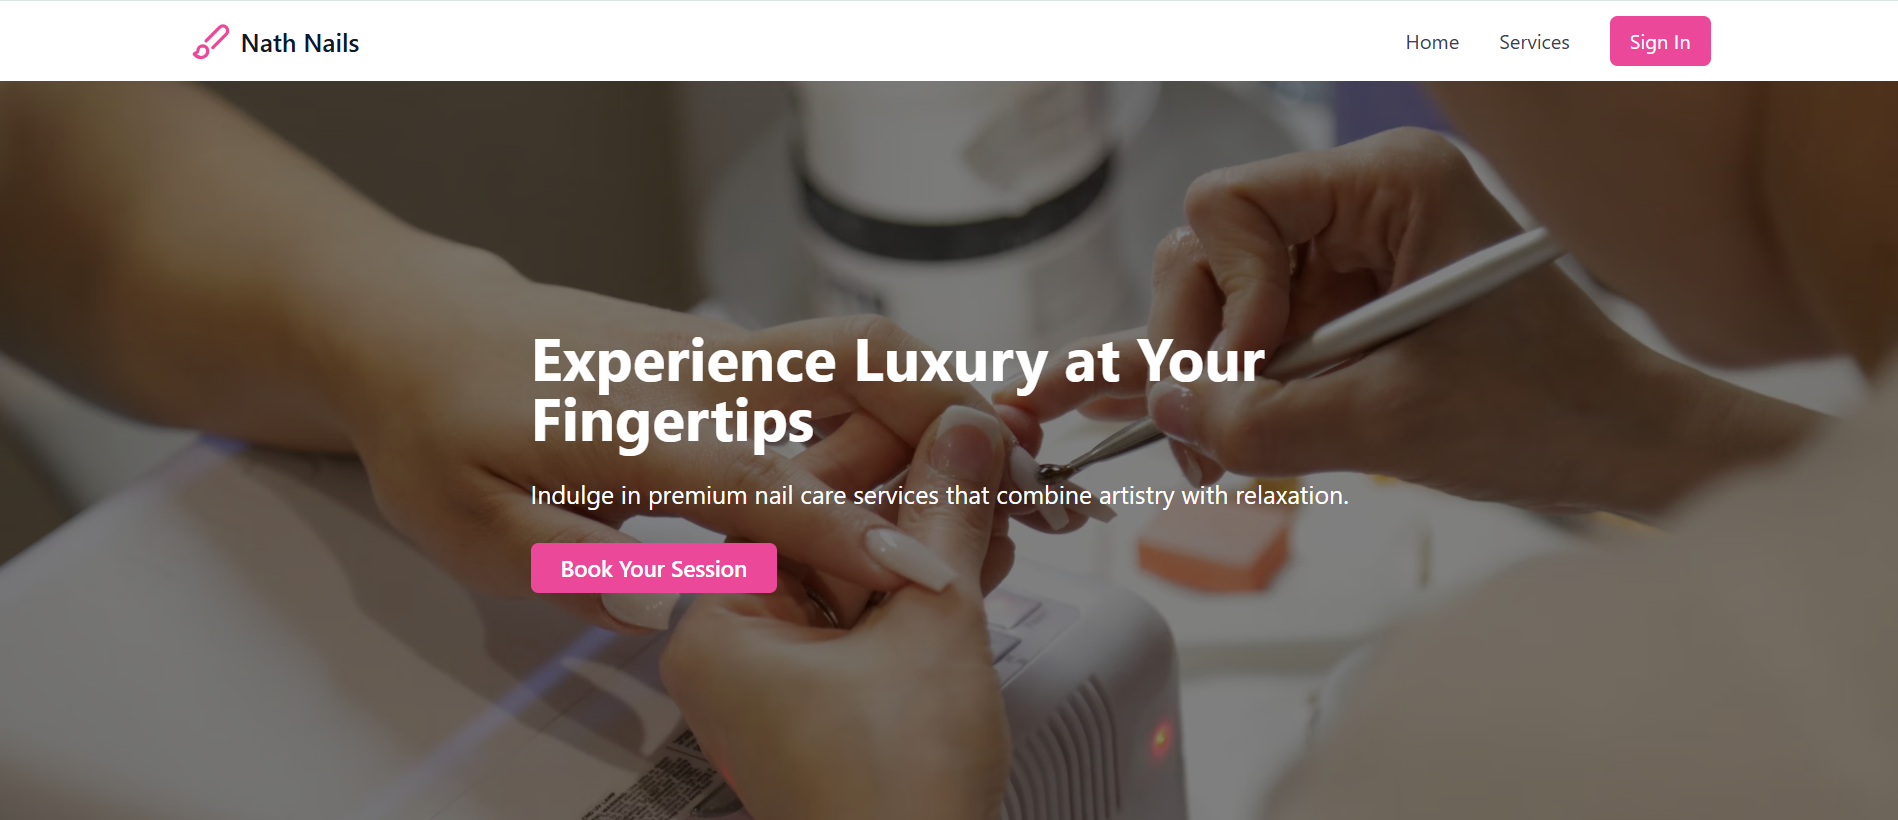 Nath Nails
Home
Services
Sign In
Experience Luxury at Your
Fingertips
Indulge in premium nail care services that combine artistry with relaxation.
Book Your Session